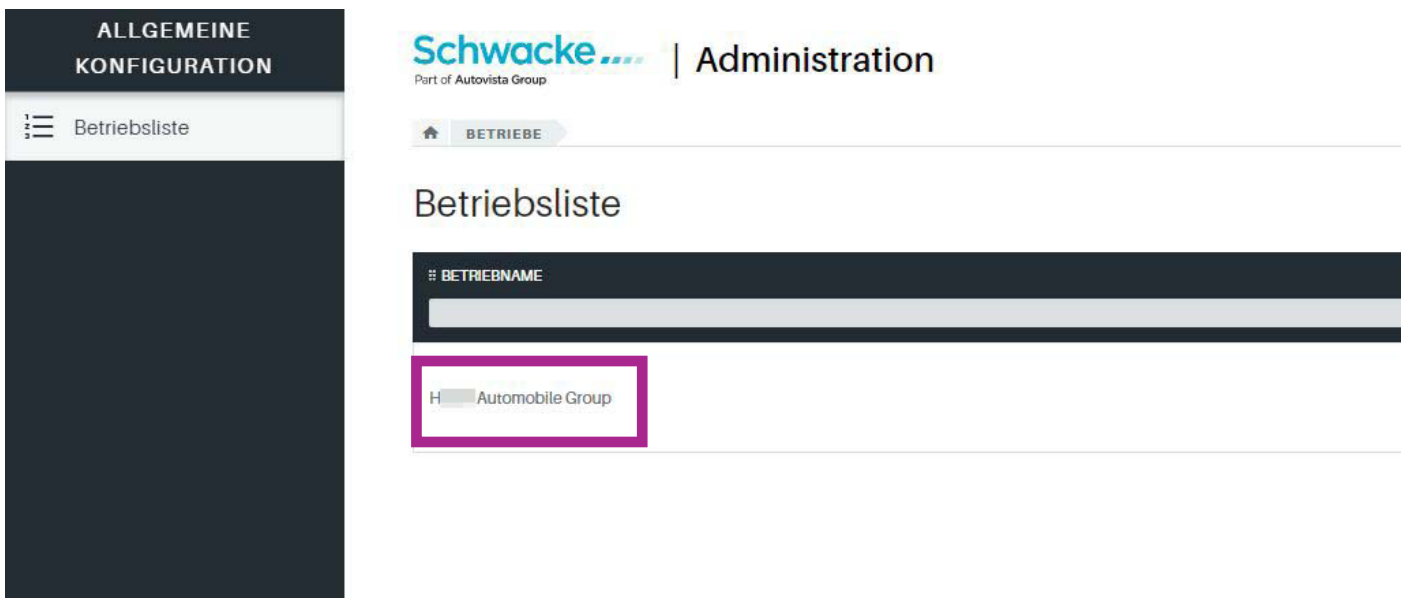 ALLGEMEINE
KONFIGURATION
Betriebsliste
Schwacke
Part of Autovista Group
| Administration
BETRIEBE
Betriebsliste
BETRIEBNAME
H Automobile Group